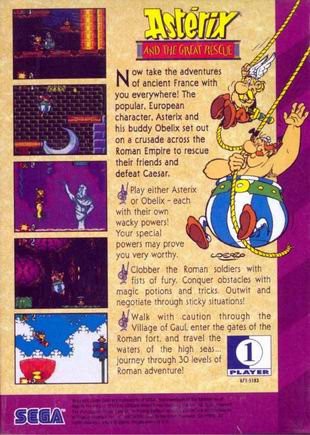 Astérix
AND THE GREAT RESCUE
Now take the adventures
of ancient France with
you everywhere! The
popular, European
character, Astérix and
his buddy Obelix set out
on a crusade across the
Roman Empire to rescue
their friends and
defeat Caesar.
Play either Asterix
or Obelix - each
with their own
wacky powers!
Your special
powers may prove
you very worthy.
Clobber the Roman soldiers with
fists of fury. Conquer obstacles with
magic potions and tricks. Outwit and
negotiate through sticky situations!
Walk with caution through the
Village of Gaul, enter the gates of the
Roman fort, and travel the
waters of the high seas...
journey through 30 levels of
Roman adventure!
1
PLAYER
671-5183
SEGA